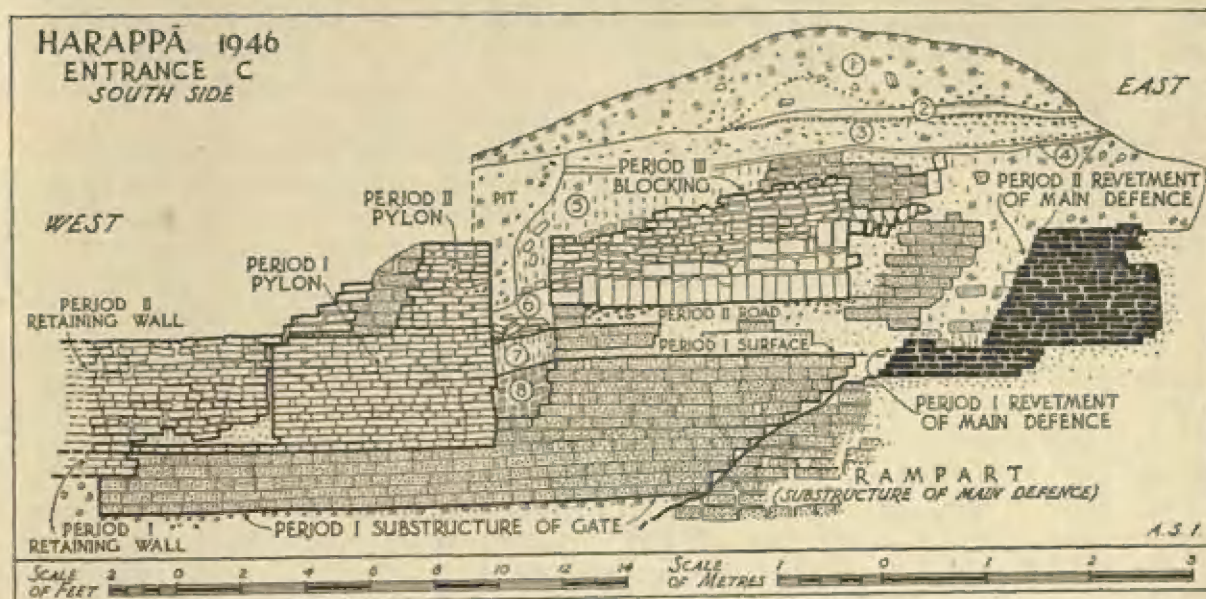 HARAPPĀ 1946
ENTRANCE C
SOUTH SIDE
WEST
EAST
1
2
3
4
5
6
7
8
PIT
PERIOD III
BLOCKING
PERIOD II
PYLON
PERIOD I
PYLON
PERIOD II REVETMENT
OF MAIN DEFENCE
PERIOD II
RETAINING WALL
PERIOD II ROAD
PERIOD I SURFACE
PERIOD I REVETMENT
OF MAIN DEFENCE
RAMPART
(SUBSTRUCTURE OF MAIN DEFENCE)
PERIOD I SUBSTRUCTURE OF GATE
PERIOD I
RETAINING WALL
A.S.I.
SCALE
OF FEET
2 0 2 4 6 8 10 12 14
SCALE
OF METRES
1 0 1 2 3